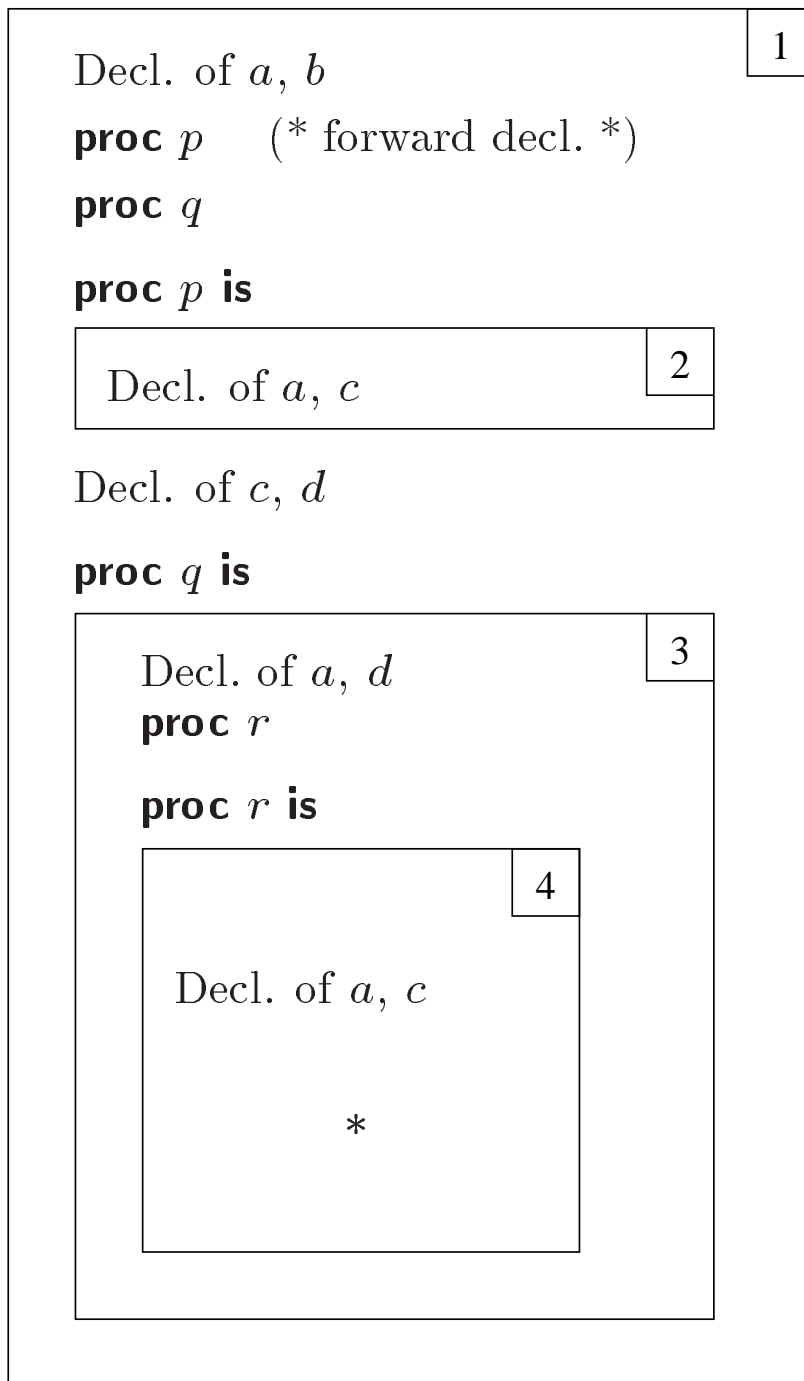 1
Decl. of a, b
proc p (* forward decl. *)
proc q
proc p is
2
Decl. of a, c
Decl. of c, d
proc q is
3
Decl. of a, d
proc r
proc r is
4
Decl. of a, c
*